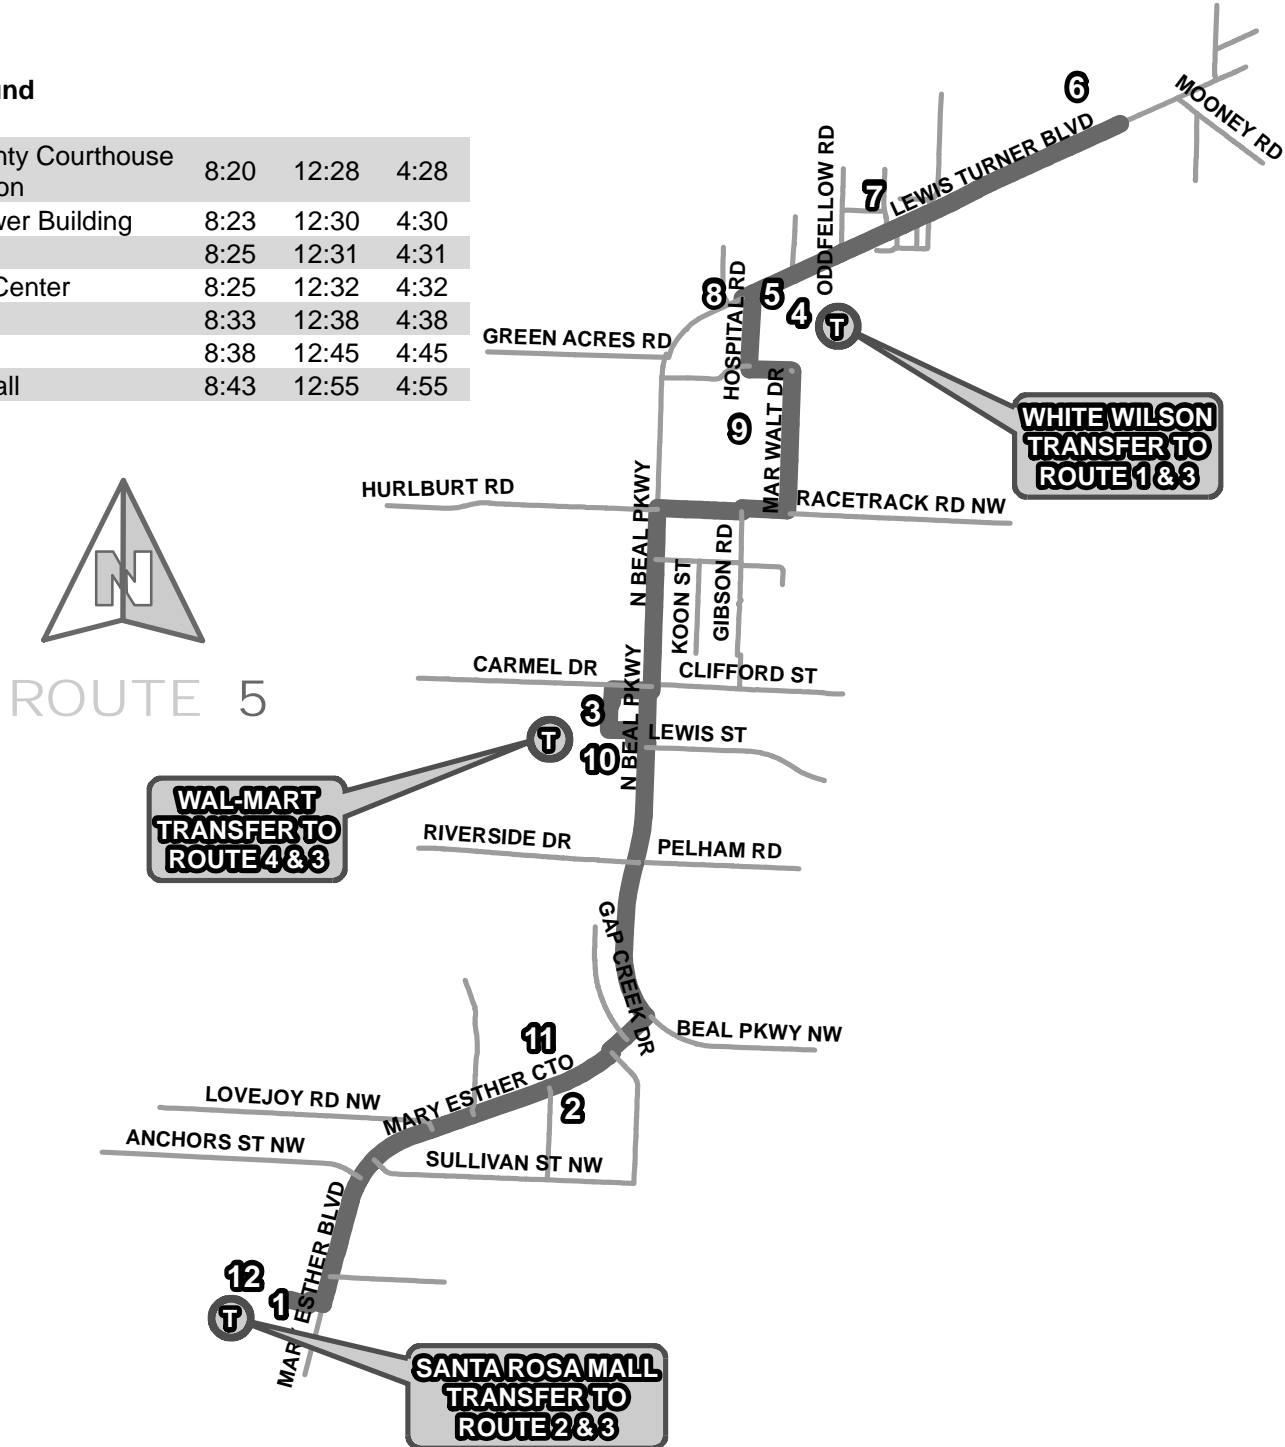 und
nty Courthouse 8:20 12:28 4:28
on
wer Building 8:23 12:30 4:30
8:25 12:31 4:31
Center 8:25 12:32 4:32
8:33 12:38 4:38
8:38 12:45 4:45
all 8:43 12:55 4:55
6
MOONEY RD
LEWIS TURNER BLVD
ODDFELLOW RD
7
8
HOSPITAL RD
5
4
T
GREEN ACRES RD
WHITE WILSON
TRANSFER TO
ROUTE 1 & 3
9
MAR WALT DR
HURLBURT RD
N BEAL PKWY
RACETRACK RD NW
N
KOON ST
GIBSON RD
ROUTE 5
CARMEL DR
N BEAL PKWY
CLIFFORD ST
3
T
10
LEWIS ST
WAL-MART
TRANSFER TO
ROUTE 4 & 3
RIVERSIDE DR
PELHAM RD
GAP CREEK DR
BEAL PKWY NW
11
MARY ESTHER CTO
2
LOVEJOY RD NW
ANCHORS ST NW
SULLIVAN ST NW
MARY ESTHER BLVD
12
1
T
SANTA ROSA MALL
TRANSFER TO
ROUTE 2 & 3